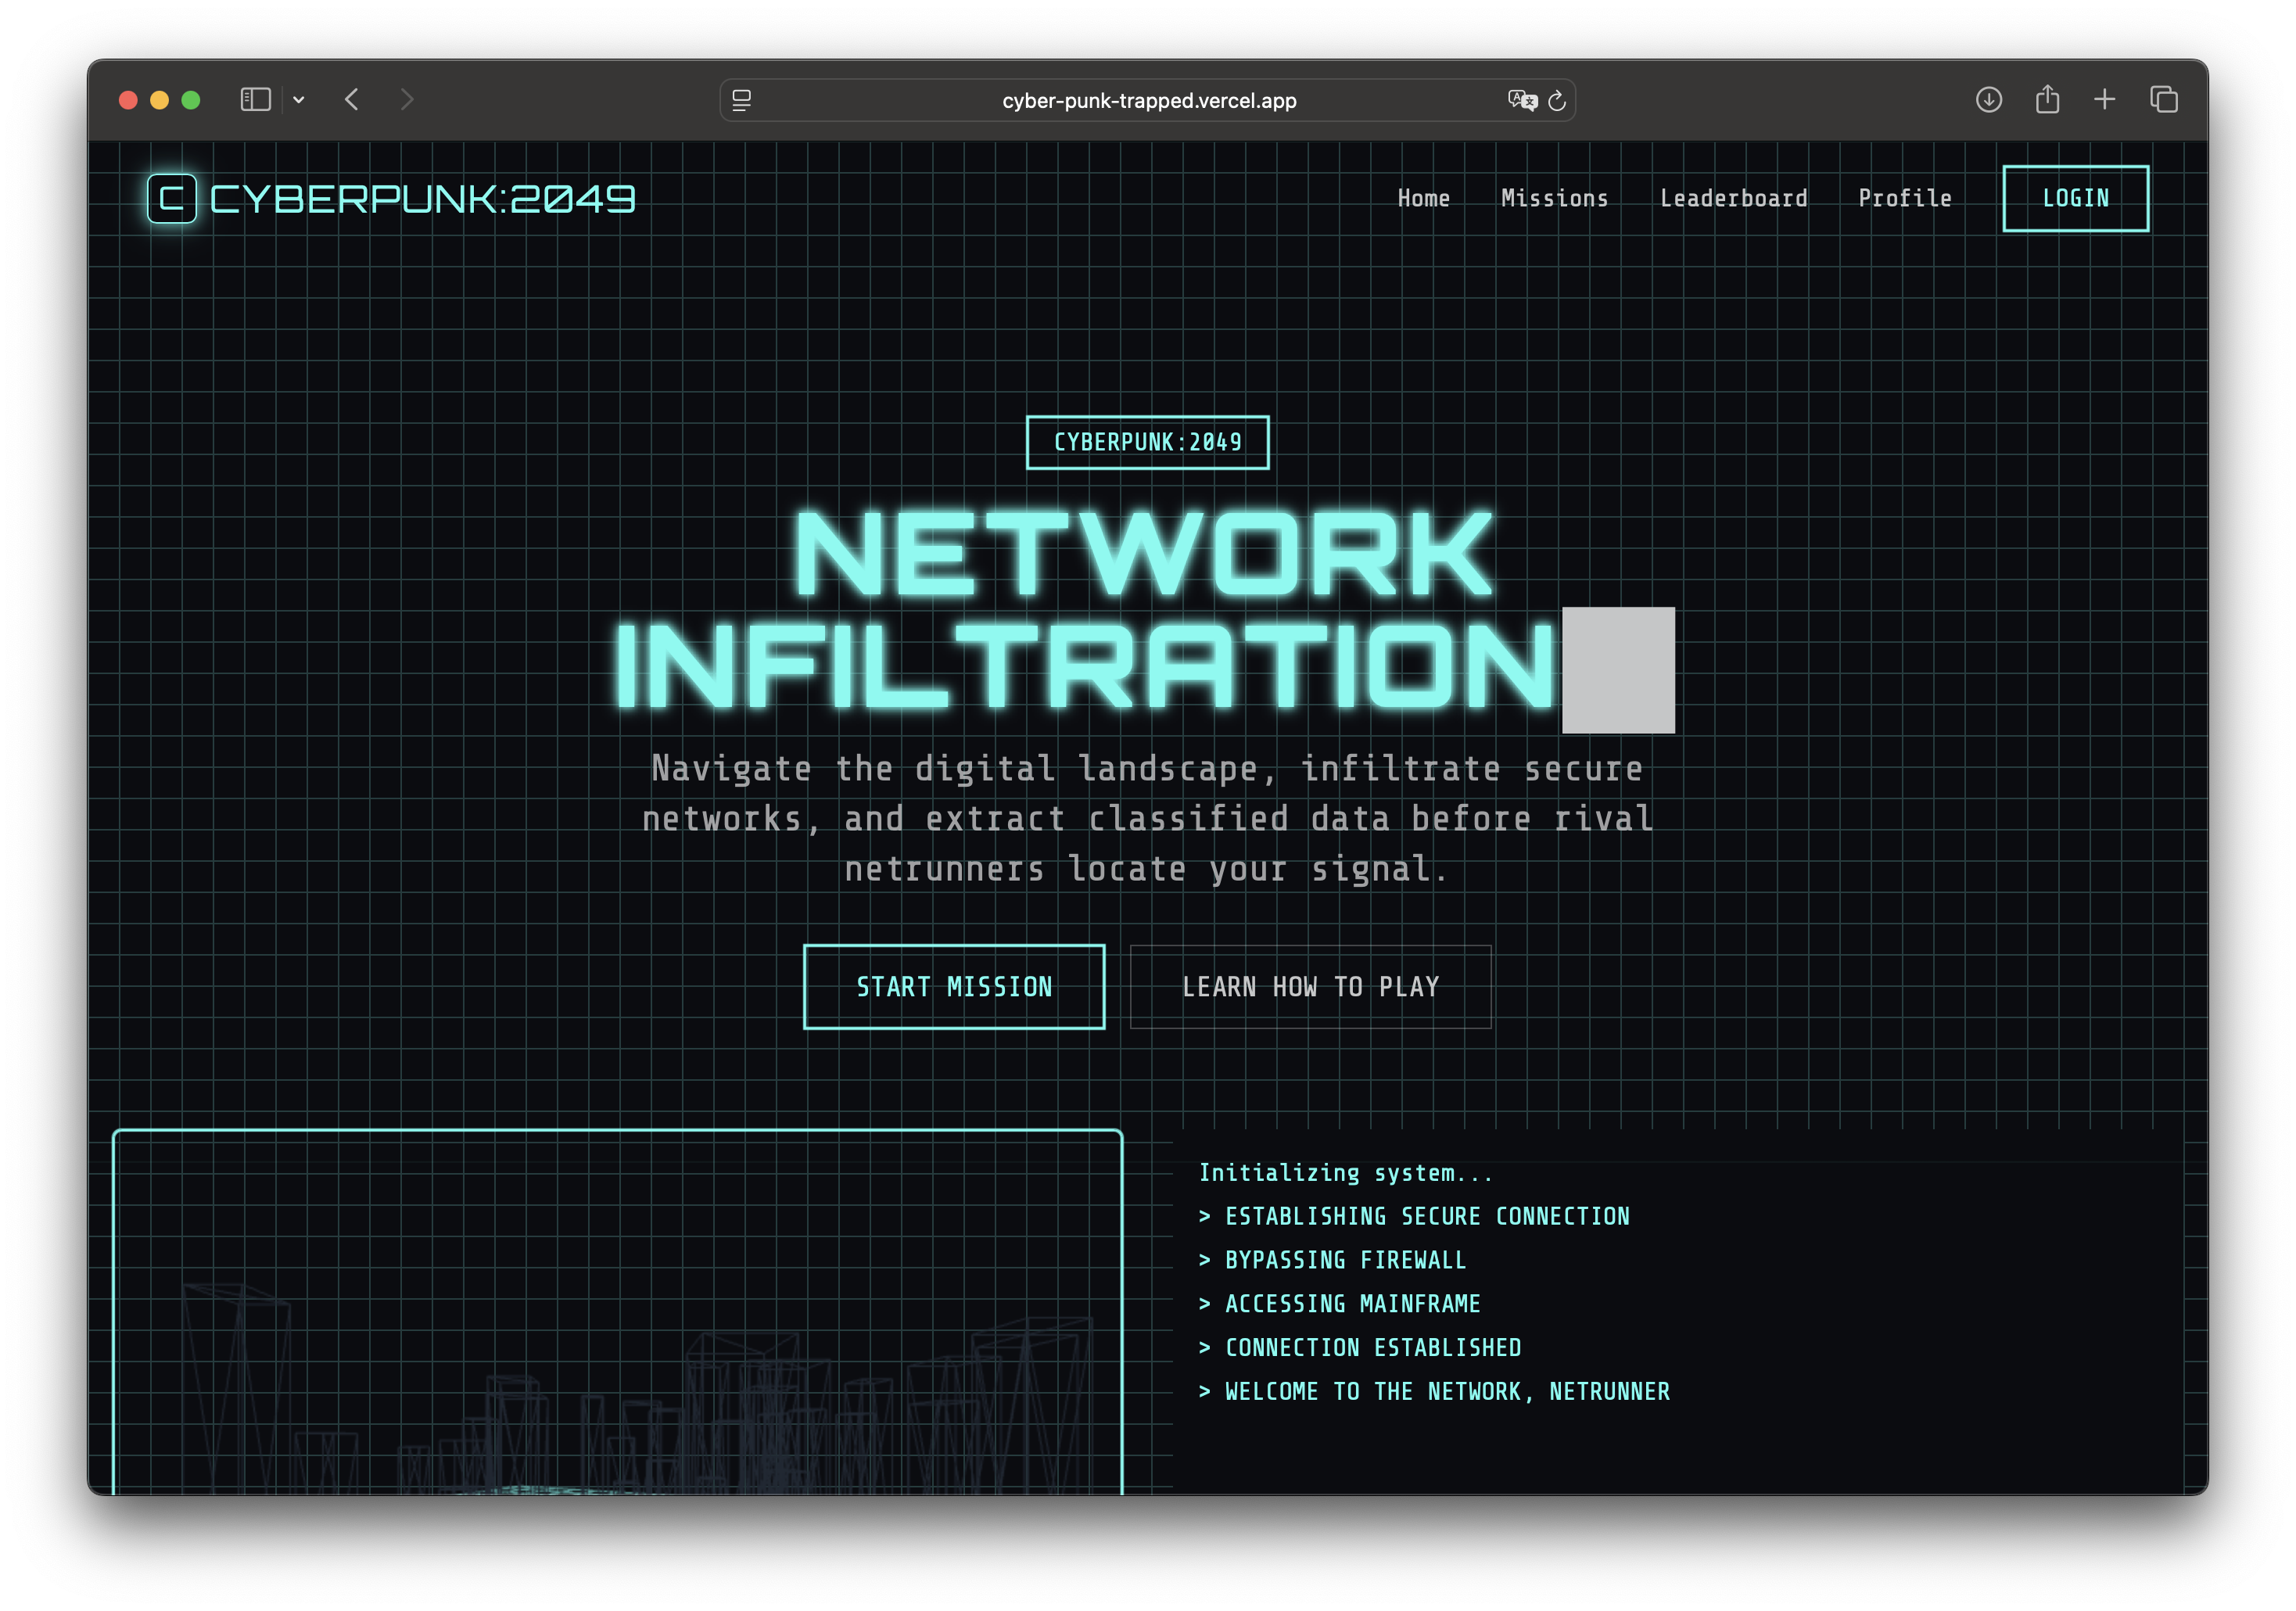 cyber-punk-trapped.vercel.app
C CYBERPUNK:2049
Home Missions Leaderboard Profile LOGIN
CYBERPUNK:2049
NETWORK
INFILTRATION
Navigate the digital landscape, infiltrate secure
networks, and extract classified data before rival
netrunners locate your signal.
START MISSION LEARN HOW TO PLAY
Initializing system...
> ESTABLISHING SECURE CONNECTION
> BYPASSING FIREWALL
> ACCESSING MAINFRAME
> CONNECTION ESTABLISHED
> WELCOME TO THE NETWORK, NETRUNNER